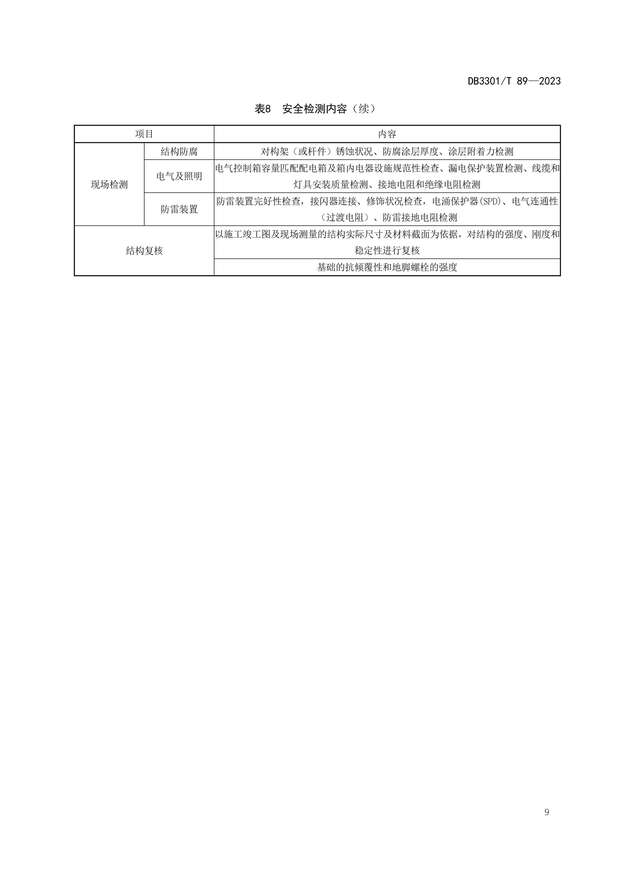 DB3301/T 89—2023
表8 安全检测内容（续）
项目 内容
现场检测
结构防腐
对构架（或杆件）锈蚀状况、防腐涂层厚度、涂层附着力检测
电气及照明
电气控制箱容量匹配配电箱及箱内电器设施规范性检查、漏电保护装置检测、线缆和
灯具安装质量检测、接地电阻和绝缘电阻检测
防雷装置
防雷装置完好性检查，接闪器连接、修饰状况检查，电涌保护器(SPD)、电气连通性
（过渡电阻）、防雷接地电阻检测
结构复核
以施工竣工图及现场测量的结构实际尺寸及材料截面为依据，对结构的强度、刚度和
稳定性进行复核
基础的抗倾覆性和地脚螺栓的强度
9